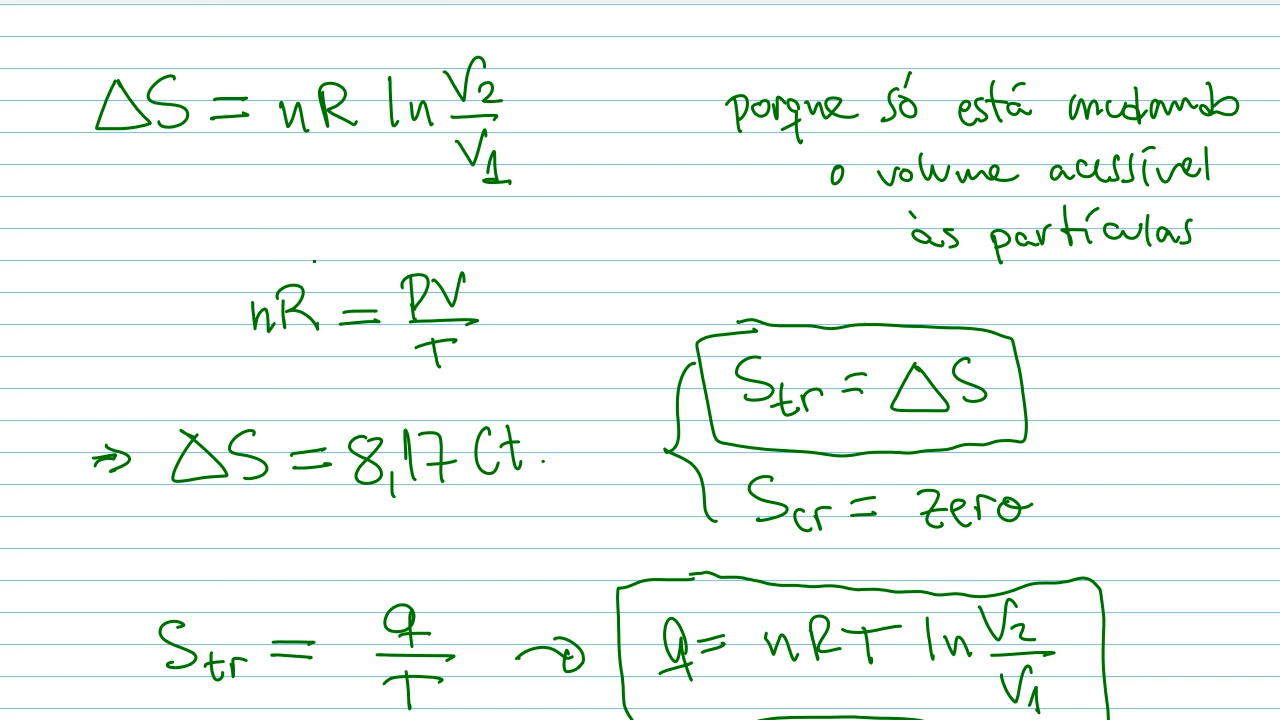 ΔS = nR ln V2/V1
porque só está mudando
o volume acessível
às partículas
nR = PV/T
Str = ΔS
⇒ ΔS = 8,17 Ct.
Scr = zero
Str = q/T → q = nRT ln V2/V1